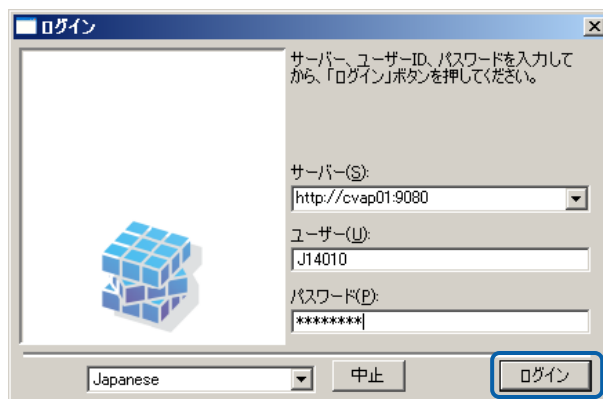 ログイン
サーバー、ユーザーID、パスワードを入力して
から、「ログイン」ボタンを押してください。
サーバー(S):
http://cvap01:9080
ユーザー(U):
J14010
パスワード(P):
********
Japanese
中止
ログイン